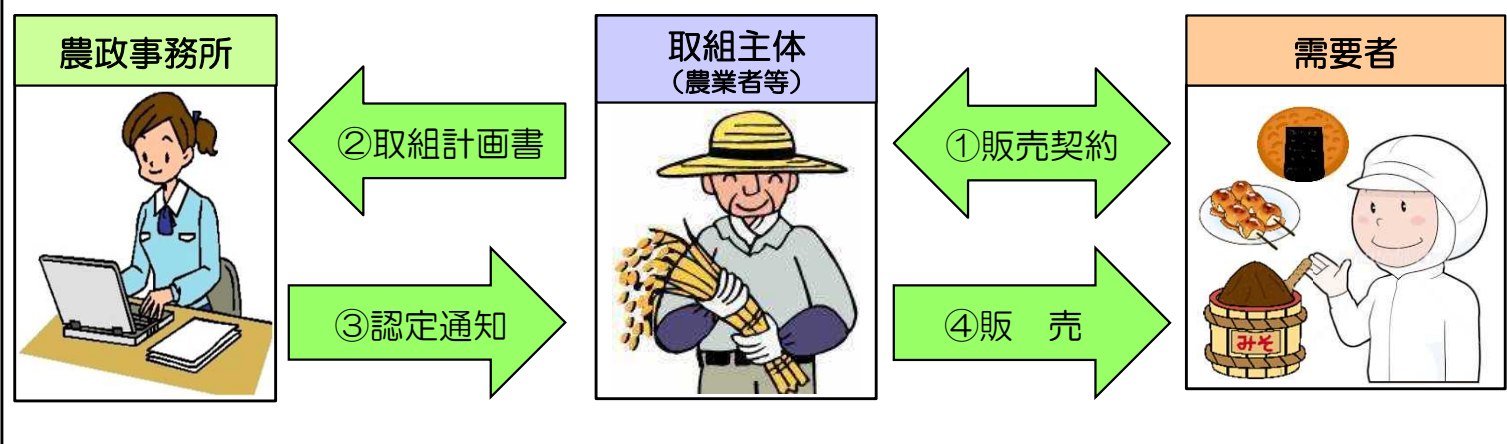 農政事務所
取組主体
（農業者等）
需要者
②取組計画書
①販売契約
③認定通知
④販　売
みそ